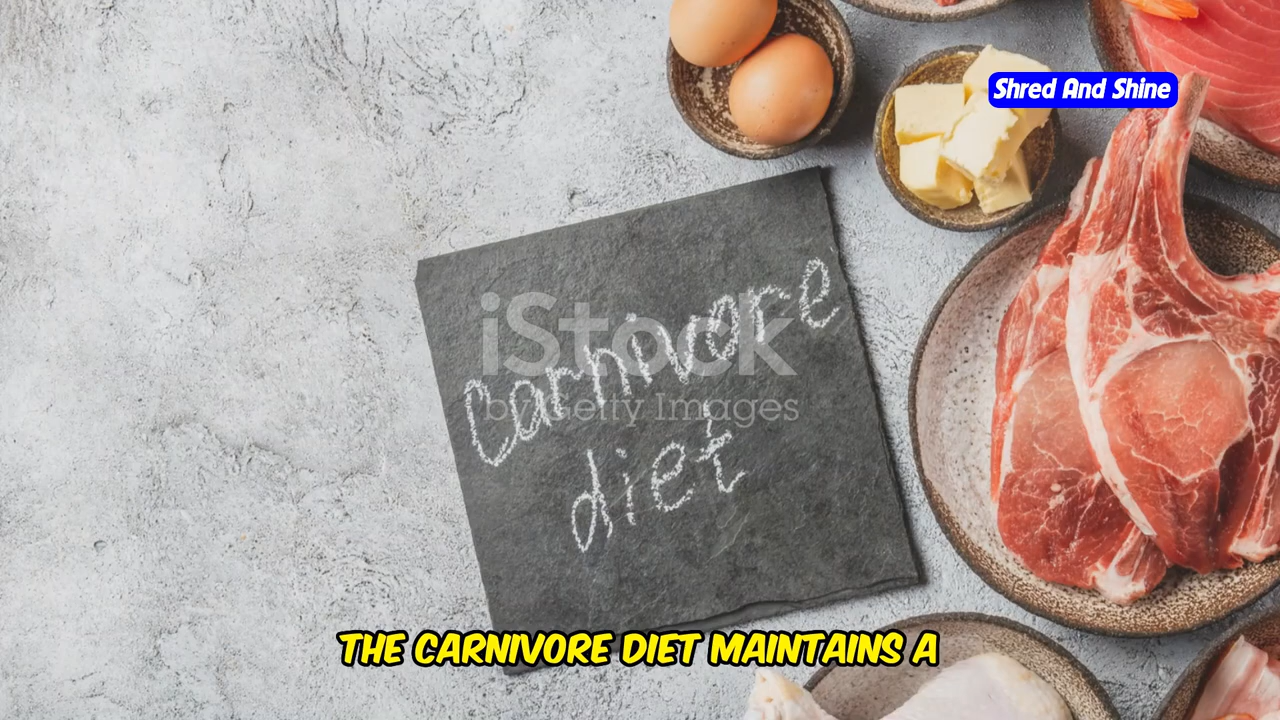 Shred And Shine
Carnivore
diet
iStock
by Getty Images
THE CARNIVORE DIET MAINTAINS A